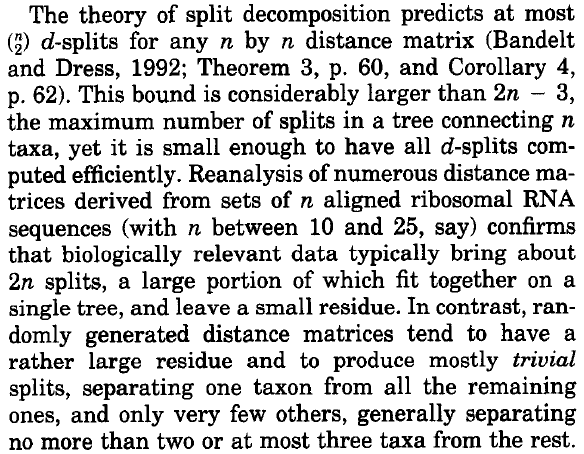 The theory of split decomposition predicts at most
(n 2) d-splits for any n by n distance matrix (Bandelt
and Dress, 1992; Theorem 3, p. 60, and Corollary 4,
p. 62). This bound is considerably larger than 2n − 3,
the maximum number of splits in a tree connecting n
taxa, yet it is small enough to have all d-splits com-
puted efficiently. Reanalysis of numerous distance ma-
trices derived from sets of n aligned ribosomal RNA
sequences (with n between 10 and 25, say) confirms
that biologically relevant data typically bring about
2n splits, a large portion of which fit together on a
single tree, and leave a small residue. In contrast, ran-
domly generated distance matrices tend to have a
rather large residue and to produce mostly trivial
splits, separating one taxon from all the remaining
ones, and only very few others, generally separating
no more than two or at most three taxa from the rest.